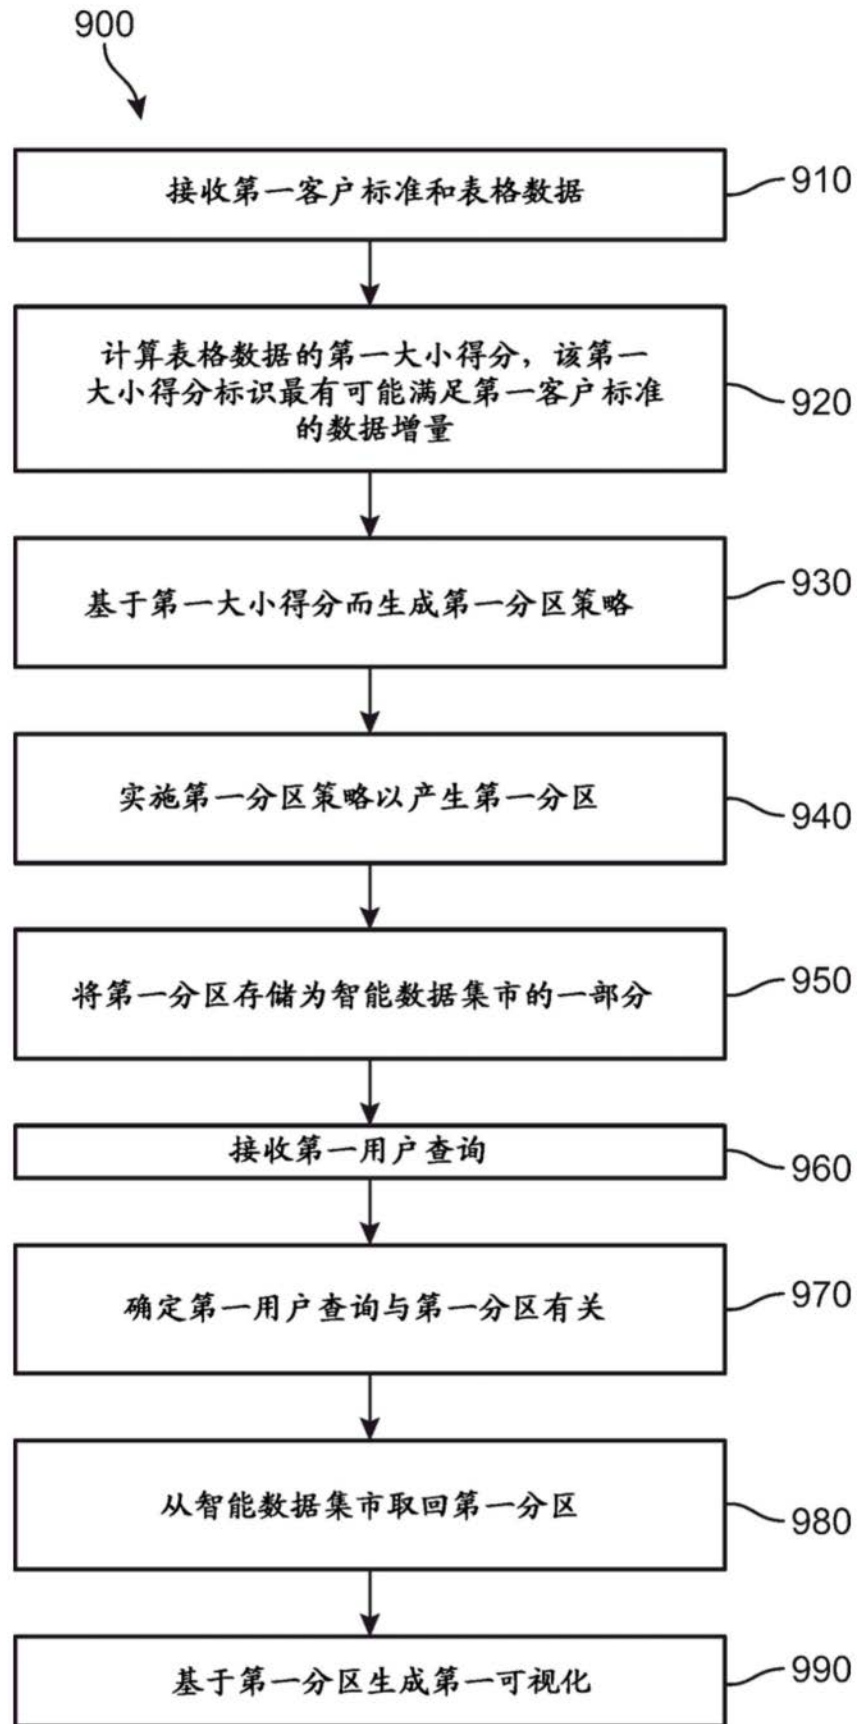 900
接收第一客户标准和表格数据
910
计算表格数据的第一大小得分，该第一
大小得分标识最有可能满足第一客户标准
的数据增量
920
基于第一大小得分而生成第一分区策略
930
实施第一分区策略以产生第一分区
940
将第一分区存储为智能数据集市的一部分
950
接收第一用户查询
960
确定第一用户查询与第一分区有关
970
从智能数据集市取回第一分区
980
基于第一分区生成第一可视化
990